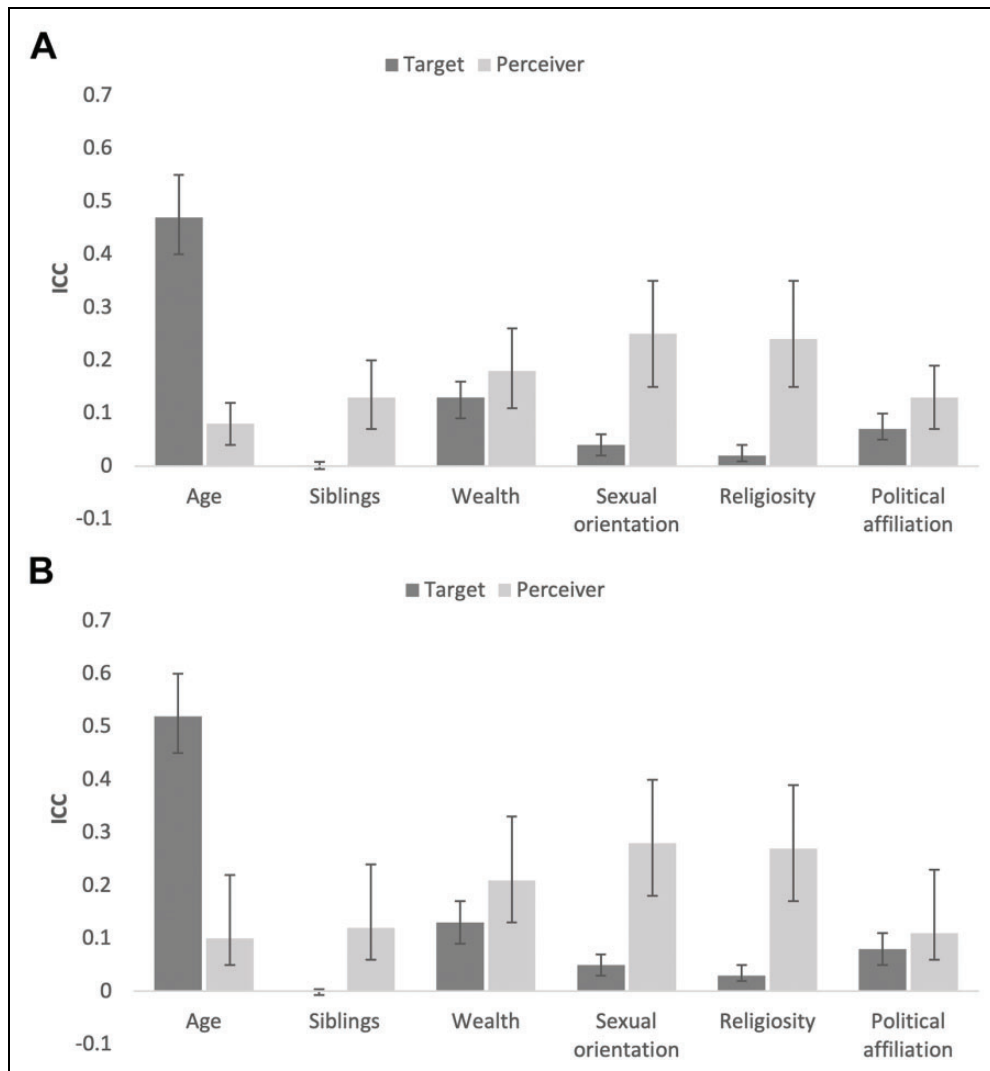 A
Target Perceiver
0.7
0.6
0.5
0.4
0.3
0.2
0.1
0
-0.1
ICC
Age Siblings Wealth Sexual orientation Religiosity Political affiliation
B
Target Perceiver
0.7
0.6
0.5
0.4
0.3
0.2
0.1
0
-0.1
ICC
Age Siblings Wealth Sexual orientation Religiosity Political affiliation